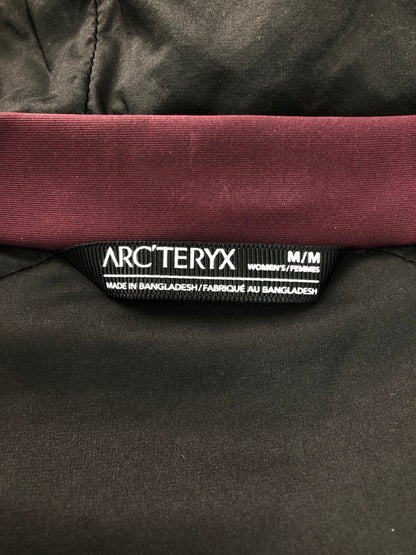 ARC'TERYX M/M
WOMEN'S/FEMMES
MADE IN BANGLADESH/FABRIQUÉ AU BANGLADESH